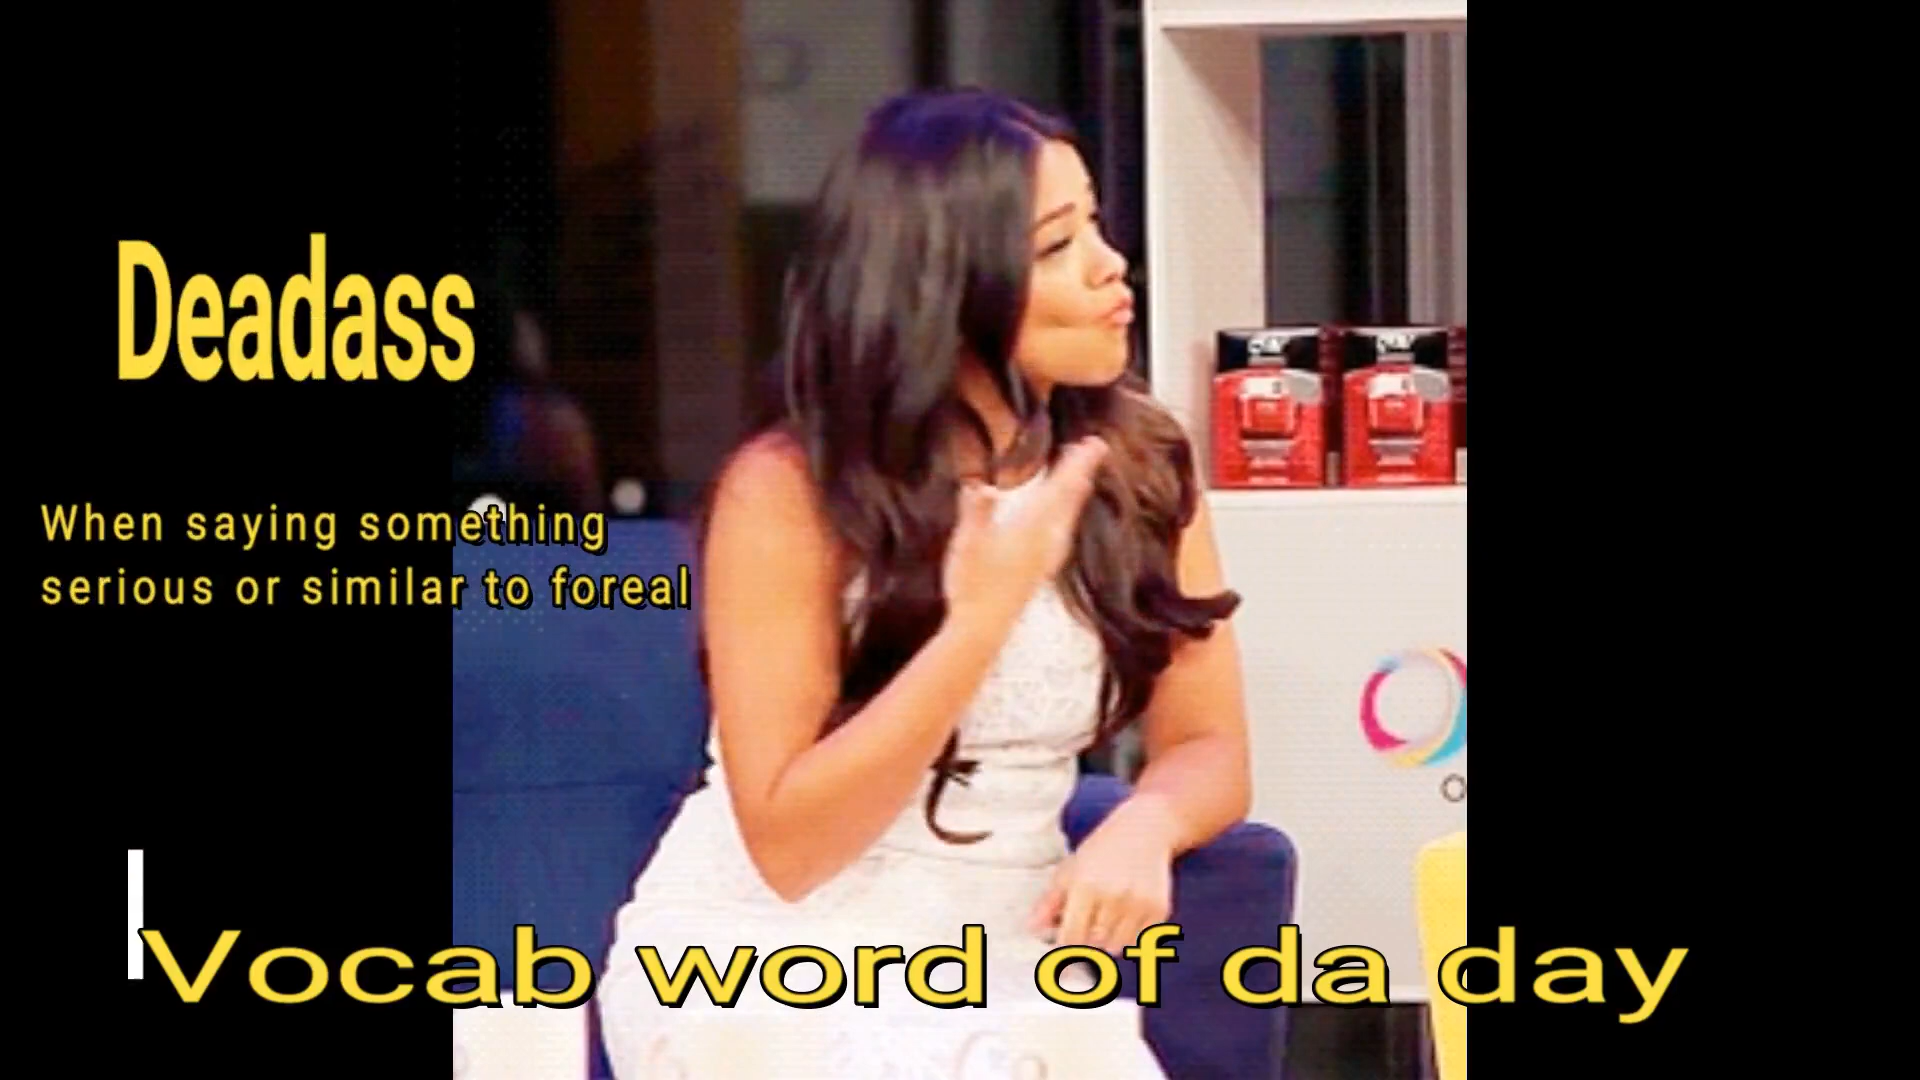 Deadass
When saying something
serious or similar to foreal
Vocab word of da day